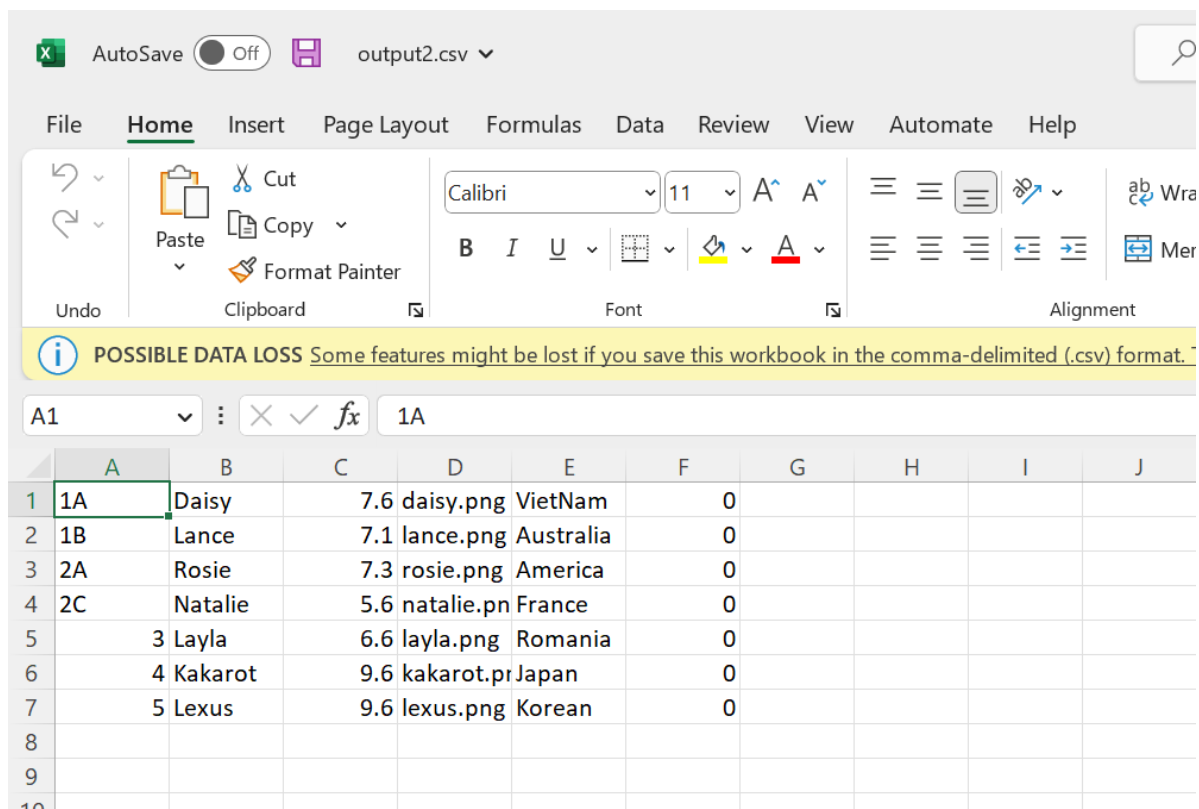 AutoSave Off output2.csv
File Home Insert Page Layout Formulas Data Review View Automate Help
Cut
Calibri 11 A A ab Wra
Copy
Paste B I U A Mer
Format Painter
Undo Clipboard Font Alignment
POSSIBLE DATA LOSS Some features might be lost if you save this workbook in the comma-delimited (.csv) format. T
A1 fx 1A
A B C D E F G H I J
1 1A Daisy 7.6 daisy.png VietNam 0
2 1B Lance 7.1 lance.png Australia 0
3 2A Rosie 7.3 rosie.png America 0
4 2C Natalie 5.6 natalie.pn France 0
5 3 Layla 6.6 layla.png Romania 0
6 4 Kakarot 9.6 kakarot.pr Japan 0
7 5 Lexus 9.6 lexus.png Korean 0
8
9
10